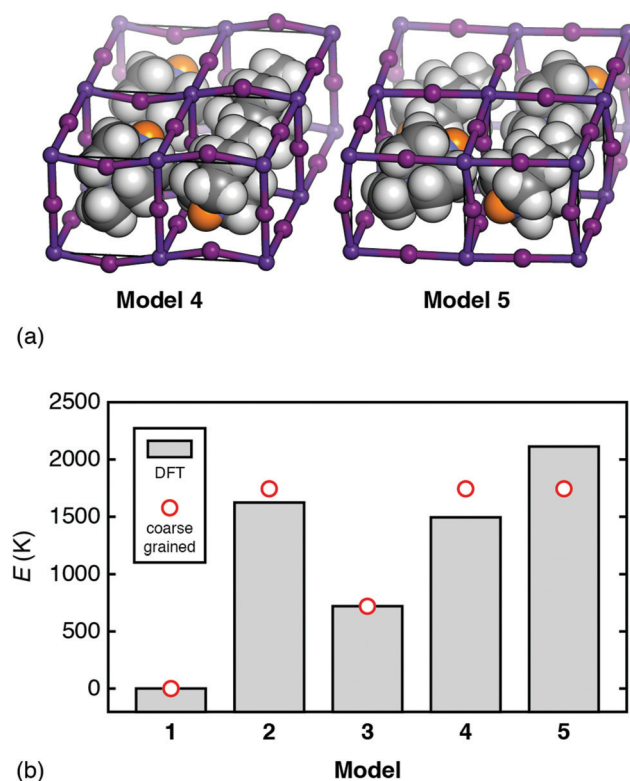 Model 4 Model 5
(a)
2500
2000
1500
1000
500
0
E (K)
DFT
coarse
grained
1 2 3 4 5
(b) Model